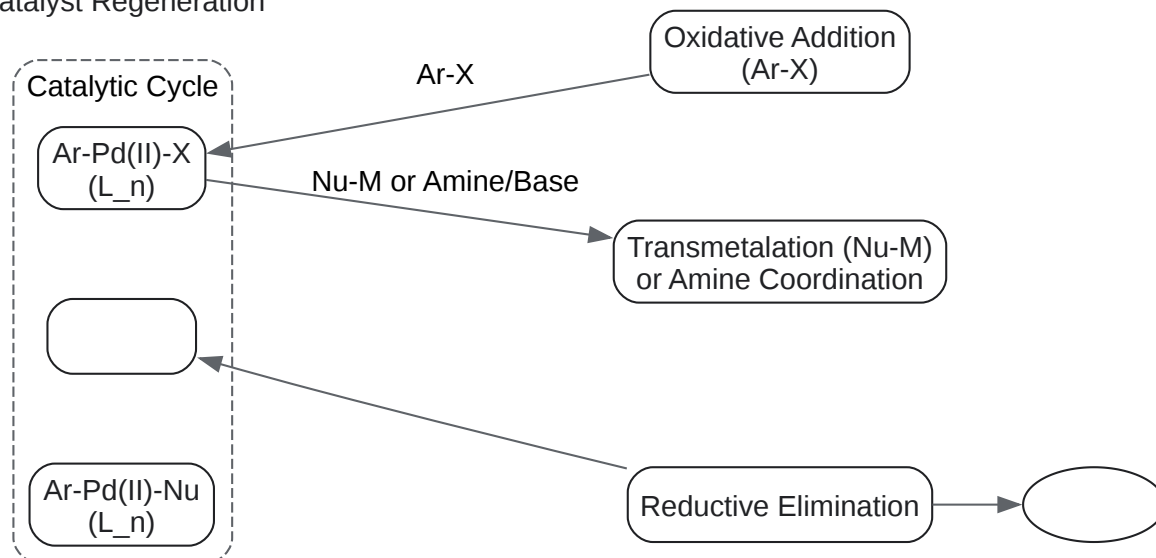 Regeneration
Oxidative Addition
(Ar-X)
Ar-X
Catalytic Cycle
Ar-Pd(II)-X
(L_n)
Nu-M or Amine/Base
Transmetalation (Nu-M)
or Amine Coordination
Ar-Pd(II)-Nu
(L_n)
Reductive Elimination